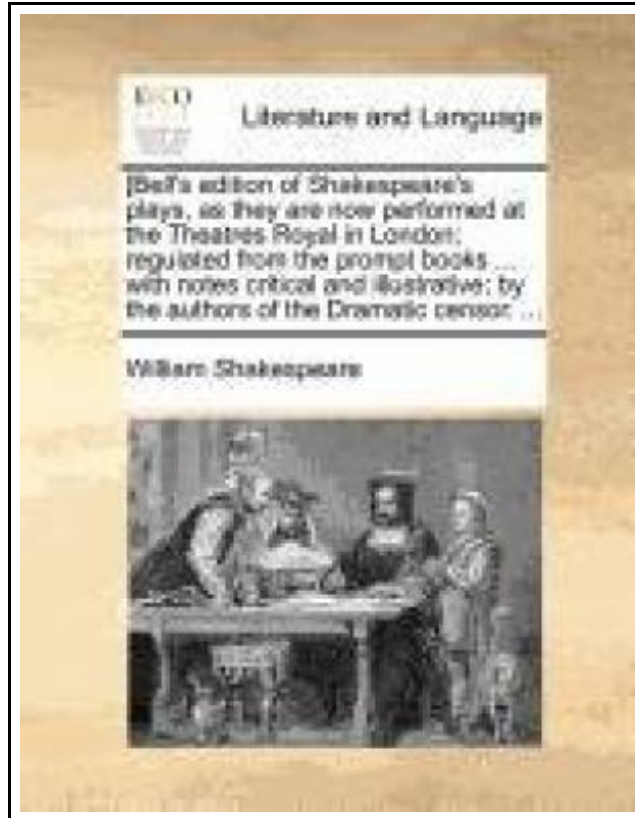 ECCO
Literature and Language
[Bell's edition of Shakespeare's
plays, as they are now performed at
the Theatres Royal in London;
regulated from the prompt books ...
with notes critical and illustrative; by
the authors of the Dramatic censor. ...
William Shakespeare